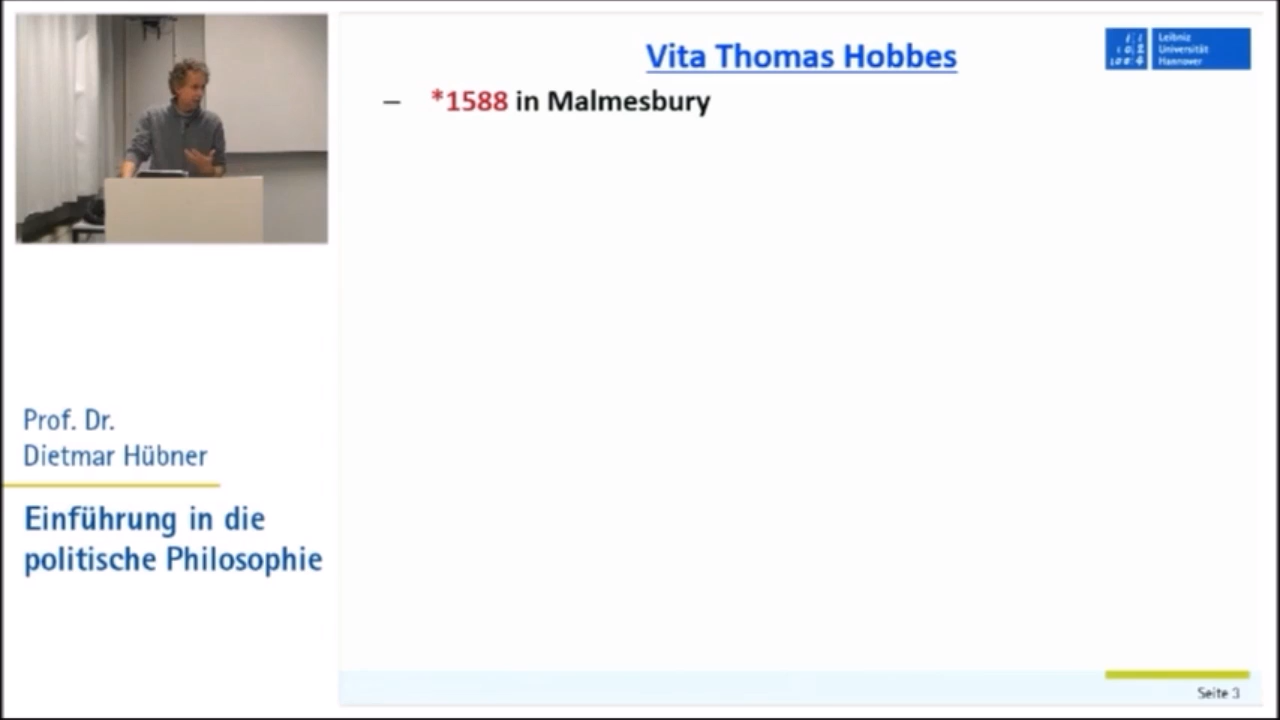 Vita Thomas Hobbes
– *1588 in Malmesbury
Leibniz
Universität
Hannover
Prof. Dr.
Dietmar Hübner
Einführung in die
politische Philosophie
Seite 3